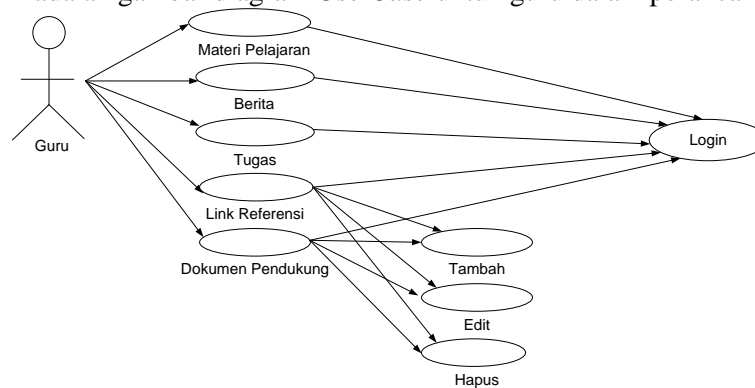 Materi Pelajaran
Berita
Guru
Tugas
Login
Link Referensi
Dokumen Pendukung
Tambah
Edit
Hapus